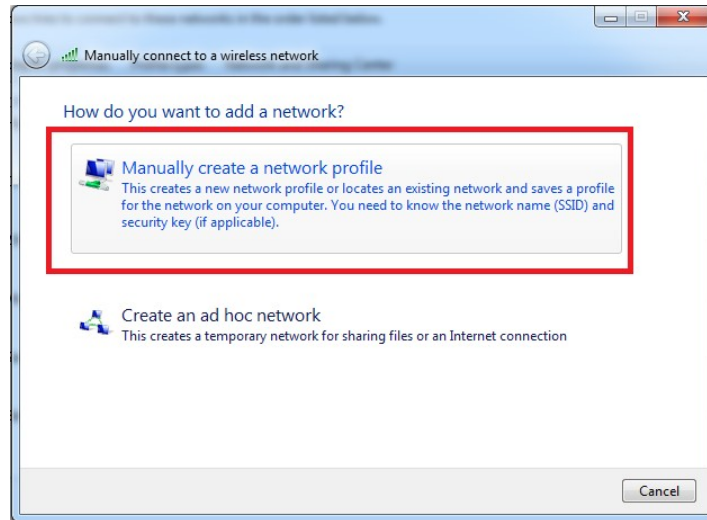 Manually connect to a wireless network
How do you want to add a network?
Manually create a network profile
This creates a new network profile or locates an existing network and saves a profile
for the network on your computer. You need to know the network name (SSID) and
security key (if applicable).
Create an ad hoc network
This creates a temporary network for sharing files or an Internet connection
Cancel